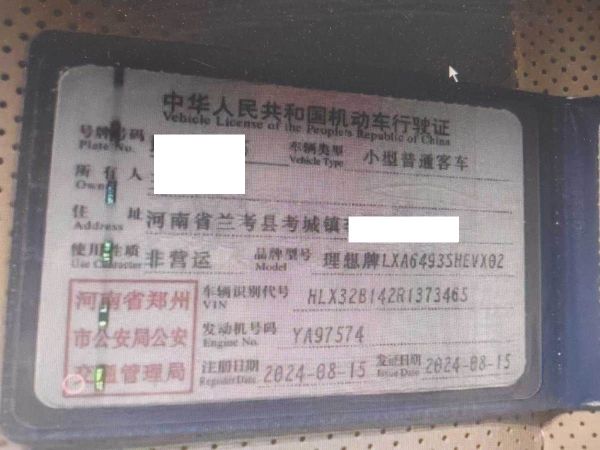 中华人民共和国机动车行驶证
Vehicle License of the People's Republic of China
号牌号码
Plate No.
车辆类型 小型普通客车
Vehicle Type
所有人
Owner
住址 河南省兰考县考城镇
Address
使用性质 非营运 品牌型号 理想牌LXA6493SHEVX02
Use Character Model
河南省郑州
市公安局公安
交通管理局
车辆识别代号 HLX32B142R1373465
VIN
发动机号码 YA97574
Engine No.
注册日期 2024-08-15 发证日期 2024-08-15
Register Date Issue Date